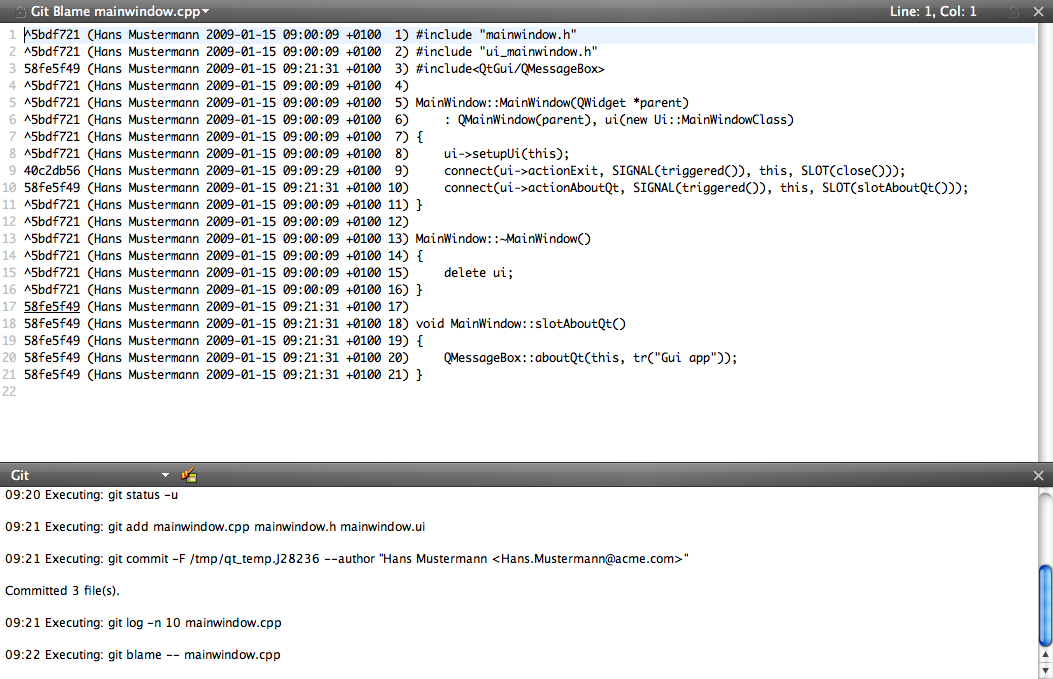 Git Blame mainwindow.cpp Line: 1, Col: 1
1 ^5bdf721 (Hans Mustermann 2009-01-15 09:00:09 +0100  1) #include "mainwindow.h"
2 ^5bdf721 (Hans Mustermann 2009-01-15 09:00:09 +0100  2) #include "ui_mainwindow.h"
3 58fe5f49 (Hans Mustermann 2009-01-15 09:21:31 +0100  3) #include<QtGui/QMessageBox>
4 ^5bdf721 (Hans Mustermann 2009-01-15 09:00:09 +0100  4)
5 ^5bdf721 (Hans Mustermann 2009-01-15 09:00:09 +0100  5) MainWindow::MainWindow(QWidget *parent)
6 ^5bdf721 (Hans Mustermann 2009-01-15 09:00:09 +0100  6)     : QMainWindow(parent), ui(new Ui::MainWindowClass)
7 ^5bdf721 (Hans Mustermann 2009-01-15 09:00:09 +0100  7) {
8 ^5bdf721 (Hans Mustermann 2009-01-15 09:00:09 +0100  8)     ui->setupUi(this);
9 40c2db56 (Hans Mustermann 2009-01-15 09:09:29 +0100  9)     connect(ui->actionExit, SIGNAL(triggered()), this, SLOT(close()));
10 58fe5f49 (Hans Mustermann 2009-01-15 09:21:31 +0100 10)     connect(ui->actionAboutQt, SIGNAL(triggered()), this, SLOT(slotAboutQt()));
11 ^5bdf721 (Hans Mustermann 2009-01-15 09:00:09 +0100 11) }
12 ^5bdf721 (Hans Mustermann 2009-01-15 09:00:09 +0100 12)
13 ^5bdf721 (Hans Mustermann 2009-01-15 09:00:09 +0100 13) MainWindow::~MainWindow()
14 ^5bdf721 (Hans Mustermann 2009-01-15 09:00:09 +0100 14) {
15 ^5bdf721 (Hans Mustermann 2009-01-15 09:00:09 +0100 15)     delete ui;
16 ^5bdf721 (Hans Mustermann 2009-01-15 09:00:09 +0100 16) }
17 58fe5f49 (Hans Mustermann 2009-01-15 09:21:31 +0100 17)
18 58fe5f49 (Hans Mustermann 2009-01-15 09:21:31 +0100 18) void MainWindow::slotAboutQt()
19 58fe5f49 (Hans Mustermann 2009-01-15 09:21:31 +0100 19) {
20 58fe5f49 (Hans Mustermann 2009-01-15 09:21:31 +0100 20)     QMessageBox::aboutQt(this, tr("Gui app"));
21 58fe5f49 (Hans Mustermann 2009-01-15 09:21:31 +0100 21) }
22
Git
09:20 Executing: git status -u
09:21 Executing: git add mainwindow.cpp mainwindow.h mainwindow.ui
09:21 Executing: git commit -F /tmp/qt_temp.J28236 --author "Hans Mustermann <Hans.Mustermann@acme.com>"
Committed 3 file(s).
09:21 Executing: git log -n 10 mainwindow.cpp
09:22 Executing: git blame -- mainwindow.cpp